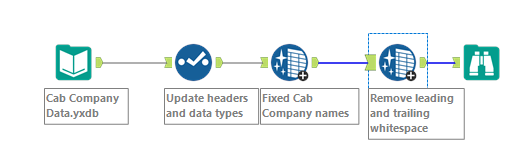 Cab Company
Data.yxdb
Update headers
and data types
Fixed Cab
Company names
Remove leading
and trailing
whitespace